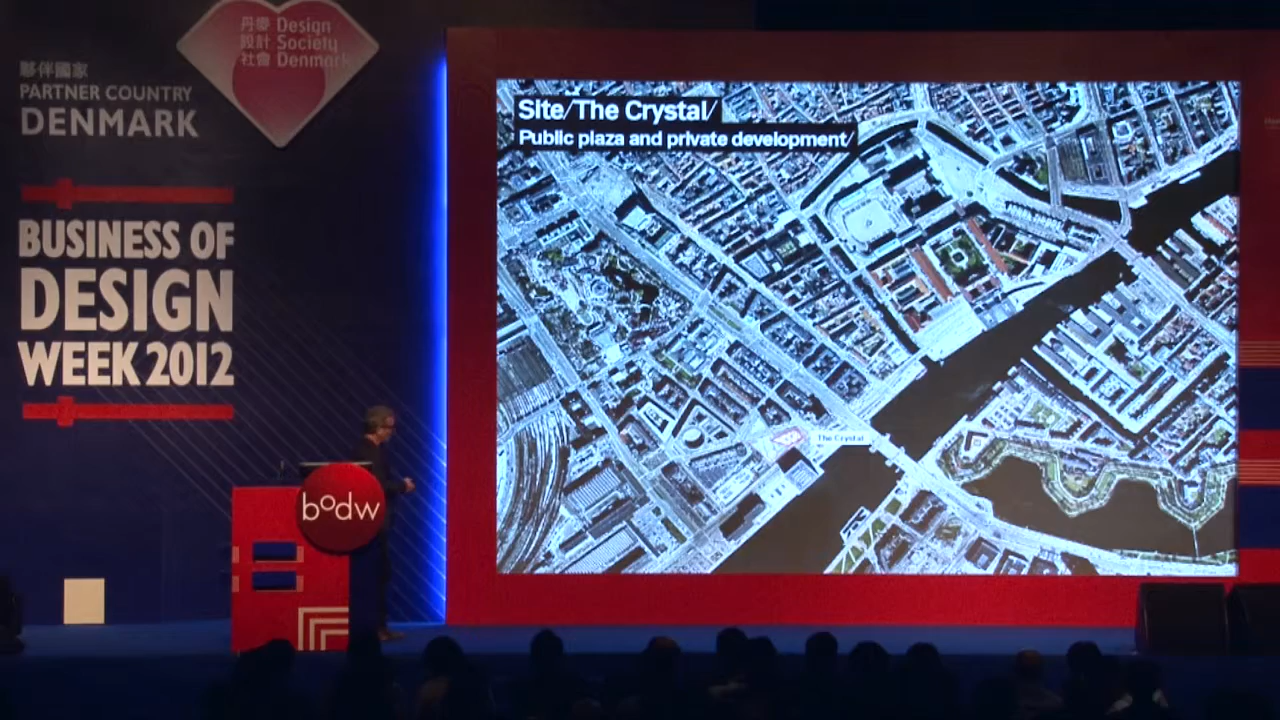 丹麥 Design
設計 Society
社會 Denmark
夥伴國家
PARTNER COUNTRY
DENMARK
BUSINESS OF
DESIGN
WEEK 2012
bodw
Site/The Crystal/
Public plaza and private development/
The Crystal